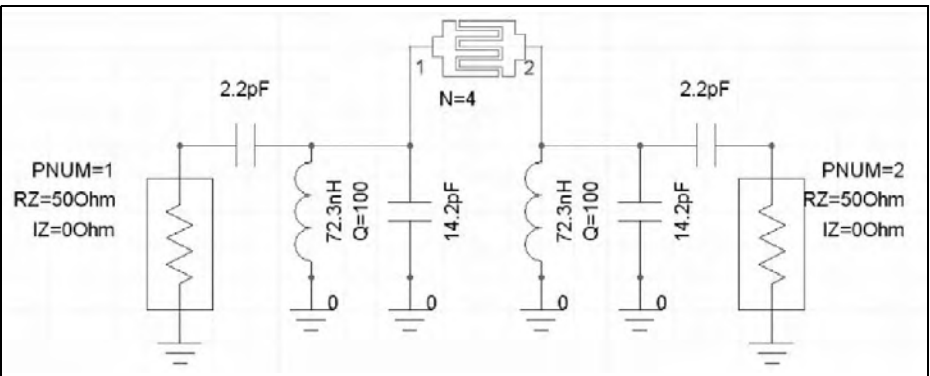 1
2
N=4
2.2pF
2.2pF
PNUM=1
RZ=50Ohm
IZ=0Ohm
72.3nH
Q=100
14.2pF
72.3nH
Q=100
14.2pF
PNUM=2
RZ=50Ohm
IZ=0Ohm
0
0
0
0